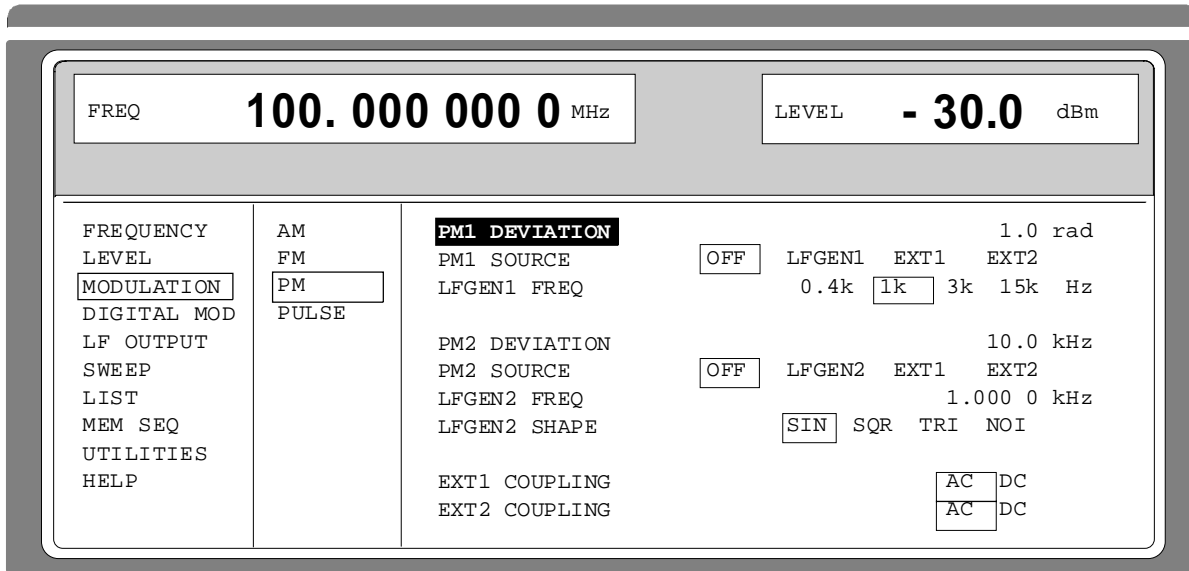 FREQ 100. 000 000 0 MHz LEVEL - 30.0 dBm
FREQUENCY AM PM1 DEVIATION 1.0 rad
LEVEL FM PM1 SOURCE OFF LFGEN1 EXT1 EXT2
MODULATION PM LFGEN1 FREQ 0.4k 1k 3k 15k Hz
DIGITAL MOD PULSE
LF OUTPUT PM2 DEVIATION 10.0 kHz
SWEEP PM2 SOURCE OFF LFGEN2 EXT1 EXT2
LIST LFGEN2 FREQ 1.000 0 kHz
MEM SEQ LFGEN2 SHAPE SIN SQR TRI NOI
UTILITIES
HELP EXT1 COUPLING AC DC
EXT2 COUPLING AC DC